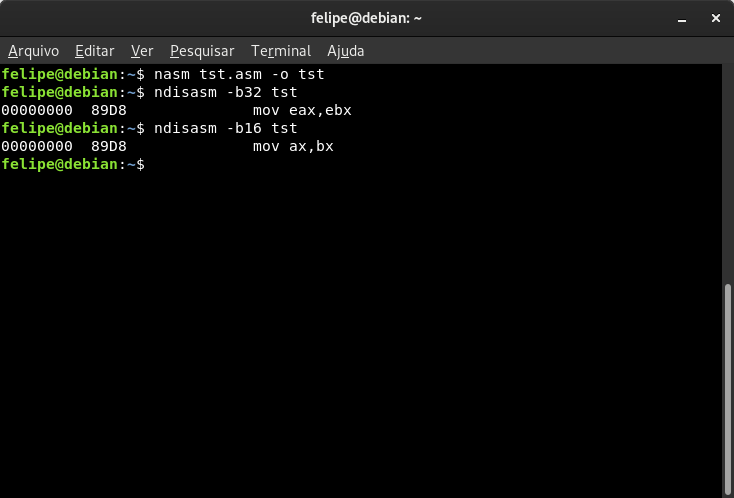 felipe@debian: ~
Arquivo Editar Ver Pesquisar Terminal Ajuda
felipe@debian:~$ nasm tst.asm -o tst
felipe@debian:~$ ndisasm -b32 tst
00000000  89D8              mov eax,ebx
felipe@debian:~$ ndisasm -b16 tst
00000000  89D8              mov ax,bx
felipe@debian:~$